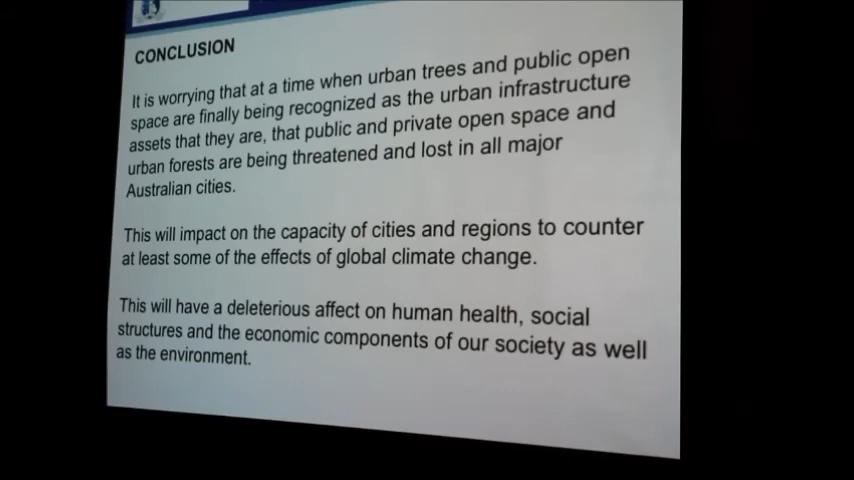 CONCLUSION
It is worrying that at a time when urban trees and public open
space are finally being recognized as the urban infrastructure
assets that they are, that public and private open space and
urban forests are being threatened and lost in all major
Australian cities.
This will impact on the capacity of cities and regions to counter
at least some of the effects of global climate change.
This will have a deleterious affect on human health, social
structures and the economic components of our society as well
as the environment.